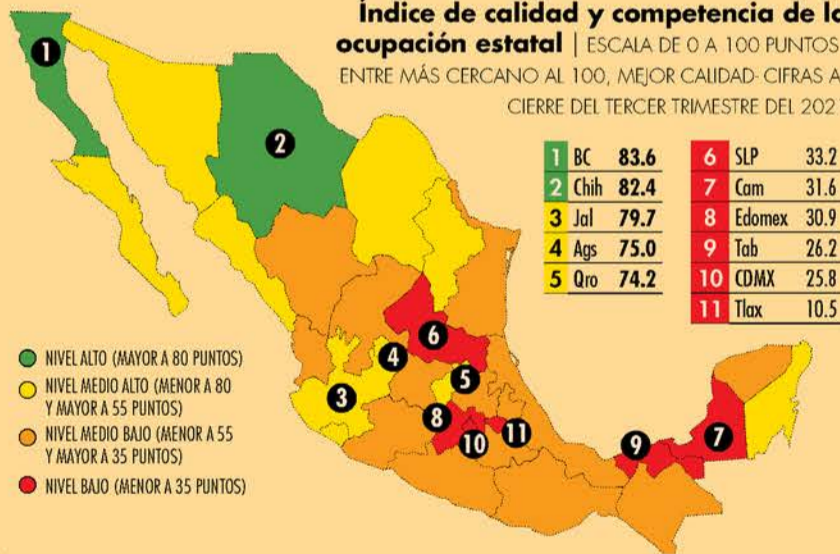 Índice de calidad y competencia de
ocupación estatal | ESCALA DE 0 A 100 PUNTOS
ENTRE MÁS CERCANO AL 100, MEJOR CALIDAD- CIFRAS A
CIERRE DEL TERCER TRIMESTRE DEL 202
1 BC 83.6
2 Chih 82.4
3 Jal 79.7
4 Ags 75.0
5 Qro 74.2
6 SLP 33.2
7 Cam 31.6
8 Edomex 30.9
9 Tab 26.2
10 CDMX 25.8
11 Tlax 10.5
NIVEL ALTO (MAYOR A 80 PUNTOS)
NIVEL MEDIO ALTO (MENOR A 80
Y MAYOR A 55 PUNTOS)
NIVEL MEDIO BAJO (MENOR A 55
Y MAYOR A 35 PUNTOS)
NIVEL BAJO (MENOR A 35 PUNTOS)
1
2
3
4
5
6
7
8
9
10
11